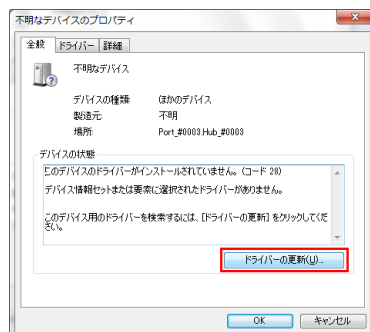 不明なデバイスのプロパティ
全般 ドライバー 詳細
不明なデバイス
デバイスの種類 ほかのデバイス
製造元: 不明
場所: Port_#0003.Hub_#0003
デバイスの状態
このデバイスのドライバーがインストールされていません。(コード 28)
デバイス情報セットまたは要素に選択されたドライバーがありません。
このデバイス用のドライバーを検索するには、[ドライバーの更新] をクリックしてくだ
さい。
ドライバーの更新(U)...
OK キャンセル